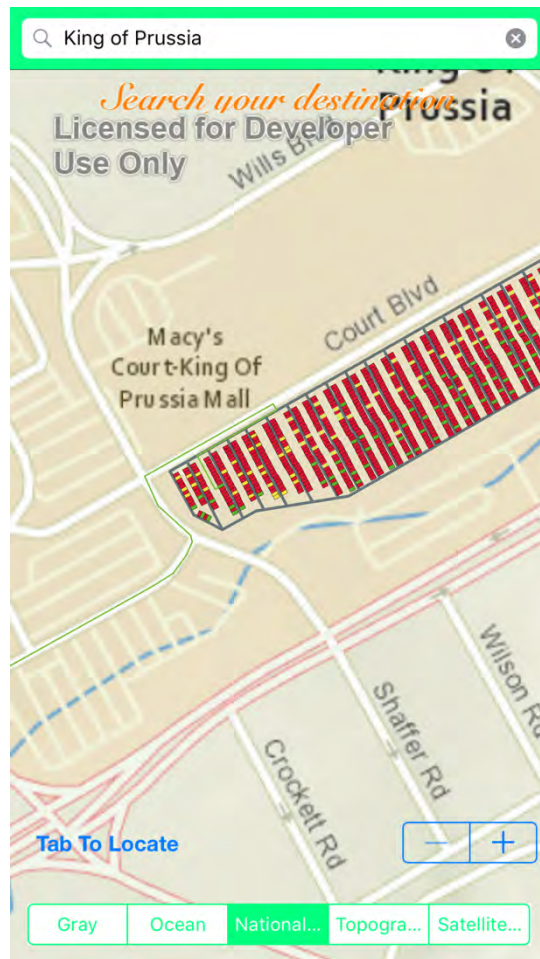 King of Prussia
King Of
Prussia
Search your destination
Licensed for Developer
Use Only
Wills Blvd
Court Blvd
Macy's
Court-King Of
Prussia Mall
Wilson Rd
Shaffer Rd
Crockett Rd
Tab To Locate
− +
Gray Ocean National... Topogra... Satellite...